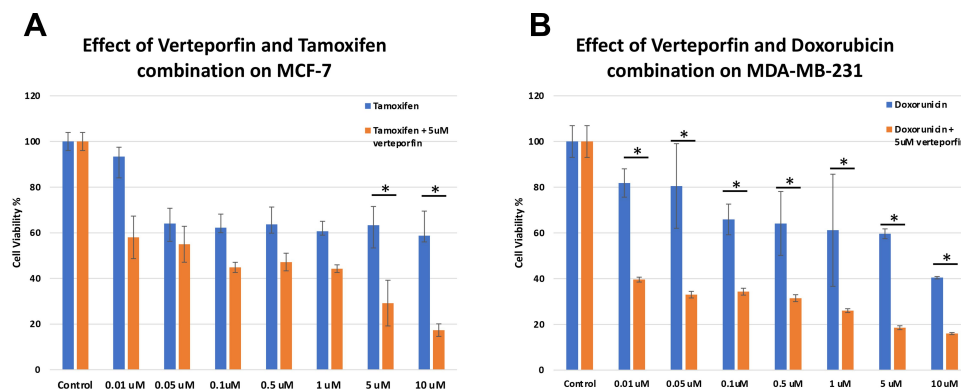 A
Effect of Verteporfin and Tamoxifen
combination on MCF-7
120
100
80
60
40
20
0
Cell Viability %
Tamoxifen
Tamoxifen + 5uM
verteporfin
*
*
Control 0.01 uM 0.05 uM 0.1uM 0.5 uM 1 uM 5 uM 10 uM
B
Effect of Verteporfin and Doxorubicin
combination on MDA-MB-231
120
100
80
60
40
20
0
Cell Viability %
Doxorunicin
Doxorunicin +
5uM verteporfin
*
*
*
*
*
*
*
Control 0.01 uM 0.05 uM 0.1uM 0.5 uM 1 uM 5 uM 10 uM